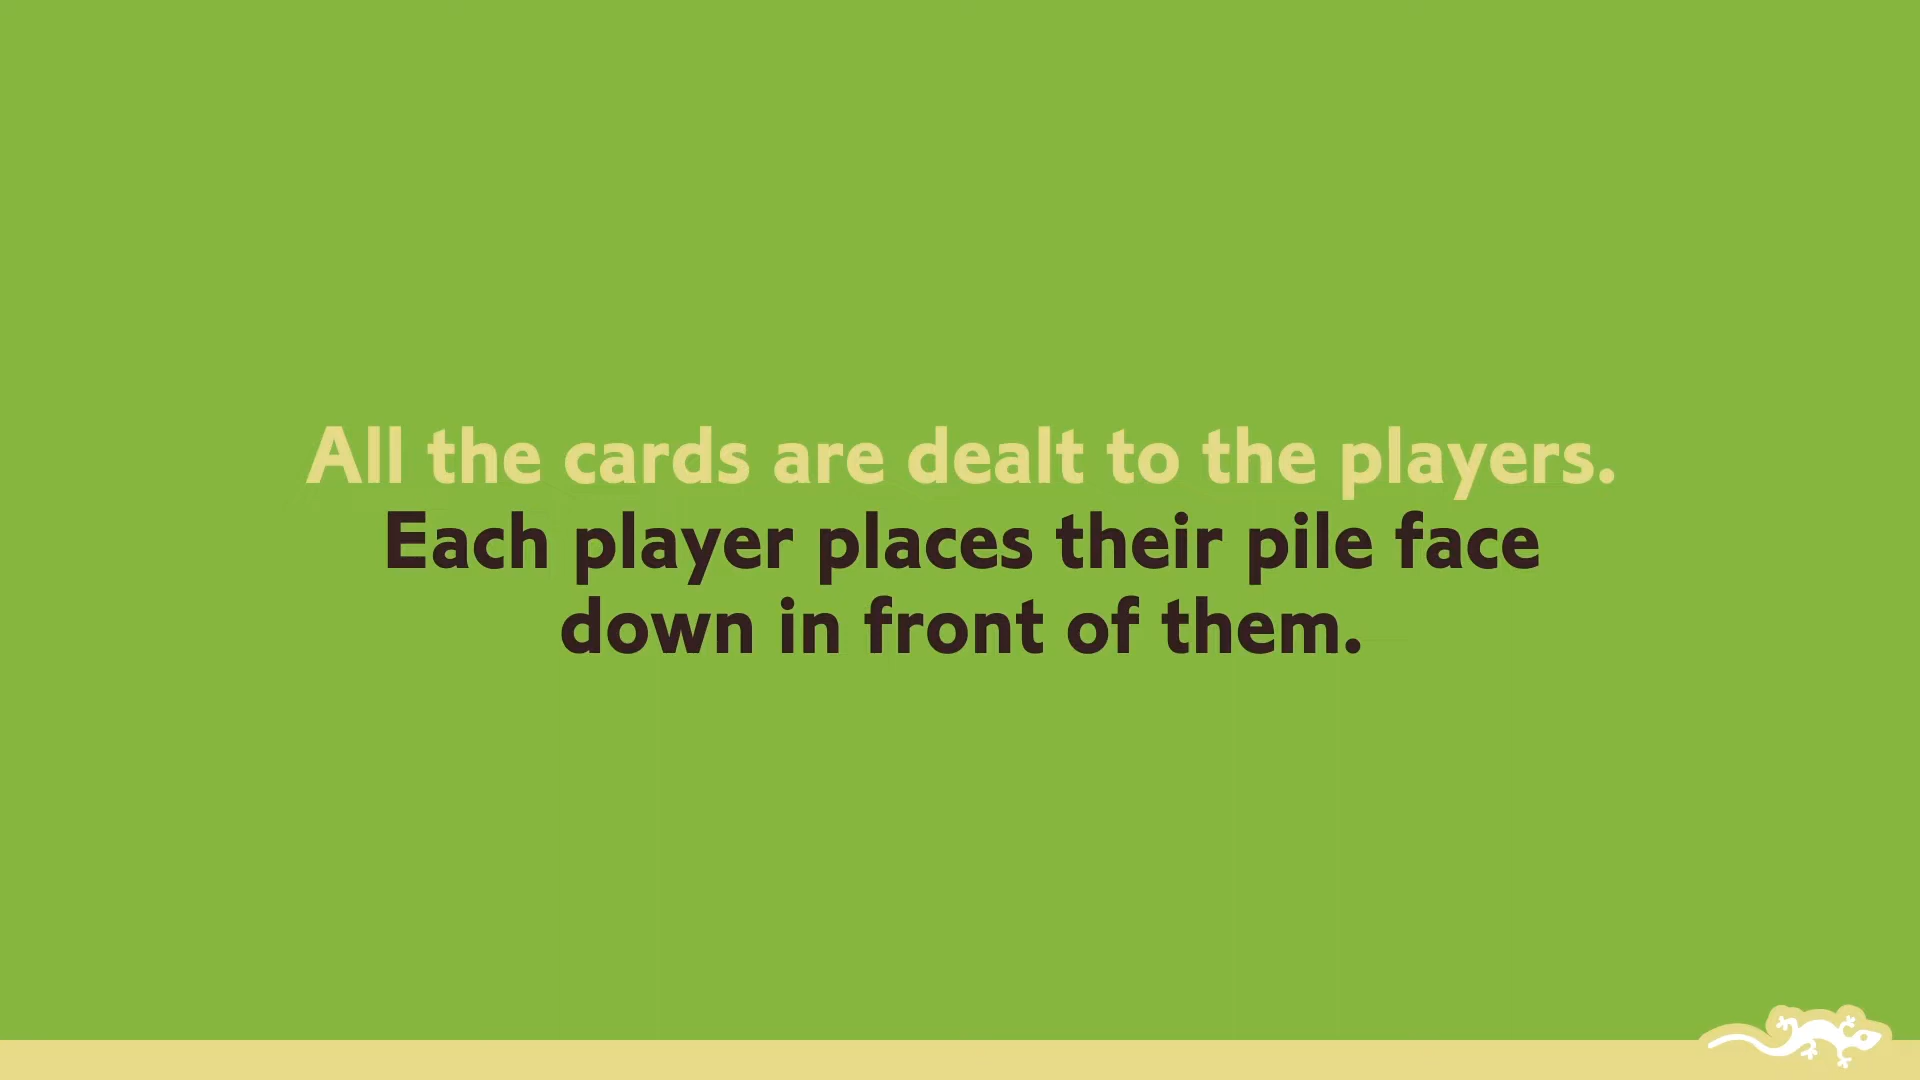 All the cards are dealt to the players.
Each player places their pile face
down in front of them.